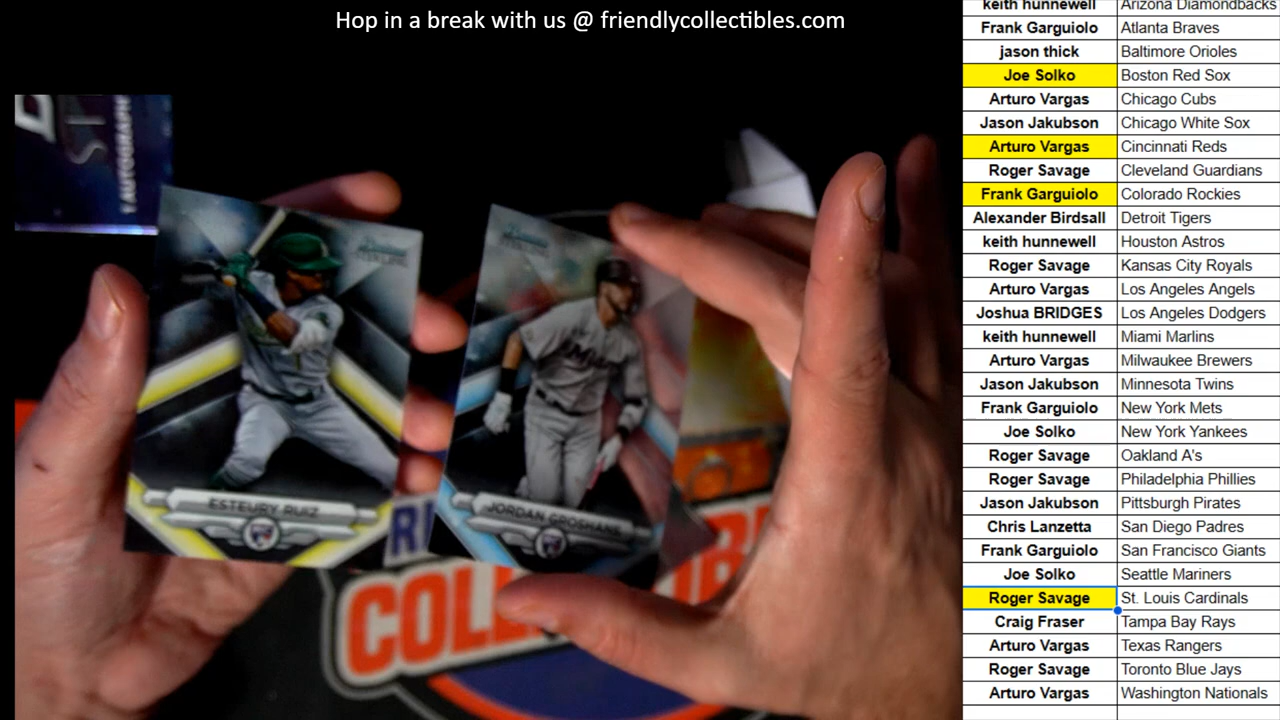 Hop in a break with us @ friendlycollectibles.com
AUTOGRAPH
ESTEURY RUIZ
JORDAN GROSHANS
COLL
keith hunnewell Arizona Diamondbacks
Frank Garguiolo Atlanta Braves
jason thick Baltimore Orioles
Joe Solko Boston Red Sox
Arturo Vargas Chicago Cubs
Jason Jakubson Chicago White Sox
Arturo Vargas Cincinnati Reds
Roger Savage Cleveland Guardians
Frank Garguiolo Colorado Rockies
Alexander Birdsall Detroit Tigers
keith hunnewell Houston Astros
Roger Savage Kansas City Royals
Arturo Vargas Los Angeles Angels
Joshua BRIDGES Los Angeles Dodgers
keith hunnewell Miami Marlins
Arturo Vargas Milwaukee Brewers
Jason Jakubson Minnesota Twins
Frank Garguiolo New York Mets
Joe Solko New York Yankees
Roger Savage Oakland A's
Roger Savage Philadelphia Phillies
Jason Jakubson Pittsburgh Pirates
Chris Lanzetta San Diego Padres
Frank Garguiolo San Francisco Giants
Joe Solko Seattle Mariners
Roger Savage St. Louis Cardinals
Craig Fraser Tampa Bay Rays
Arturo Vargas Texas Rangers
Roger Savage Toronto Blue Jays
Arturo Vargas Washington Nationals